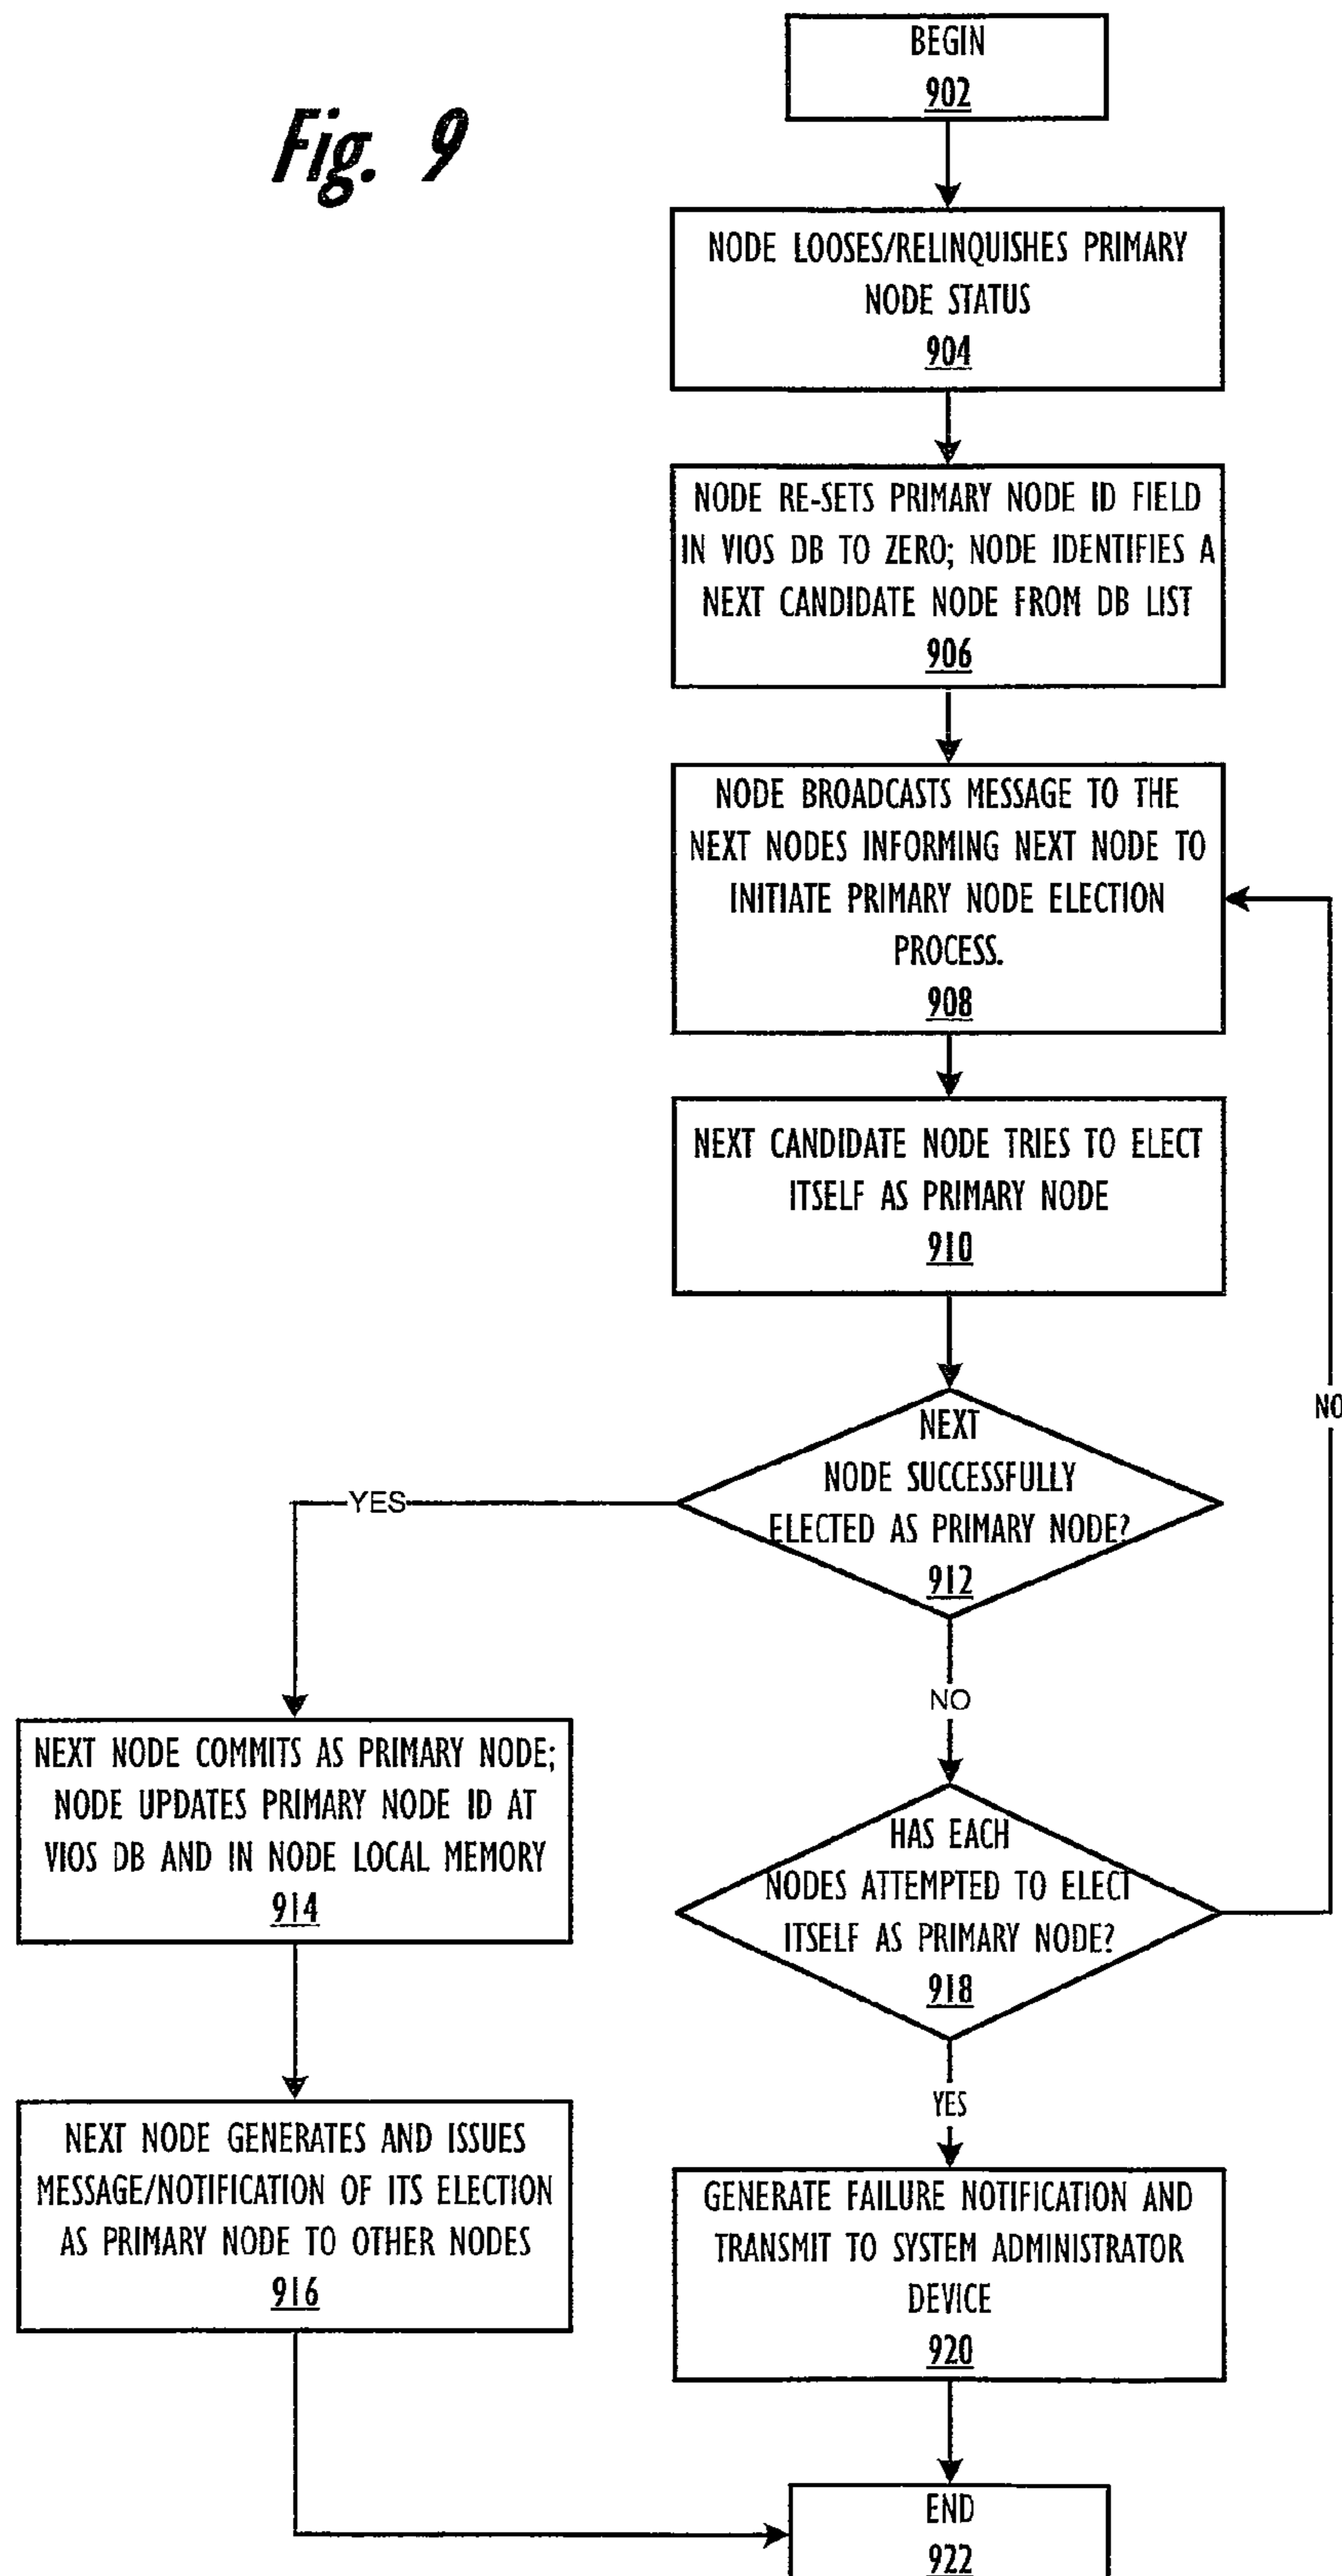 Fig. 9
BEGIN
902
NODE LOOSES/RELINQUISHES PRIMARY
NODE STATUS
904
NODE RE-SETS PRIMARY NODE ID FIELD
IN VIOS DB TO ZERO; NODE IDENTIFIES A
NEXT CANDIDATE NODE FROM DB LIST
906
NODE BROADCASTS MESSAGE TO THE
NEXT NODES INFORMING NEXT NODE TO
INITIATE PRIMARY NODE ELECTION
PROCESS.
908
NEXT CANDIDATE NODE TRIES TO ELECT
ITSELF AS PRIMARY NODE
910
NEXT
NODE SUCCESSFULLY
ELECTED AS PRIMARY NODE?
912
YES
NO
NO
NEXT NODE COMMITS AS PRIMARY NODE;
NODE UPDATES PRIMARY NODE ID AT
VIOS DB AND IN NODE LOCAL MEMORY
914
HAS EACH
NODES ATTEMPTED TO ELECT
ITSELF AS PRIMARY NODE?
918
YES
NEXT NODE GENERATES AND ISSUES
MESSAGE/NOTIFICATION OF ITS ELECTION
AS PRIMARY NODE TO OTHER NODES
916
GENERATE FAILURE NOTIFICATION AND
TRANSMIT TO SYSTEM ADMINISTRATOR
DEVICE
920
END
922